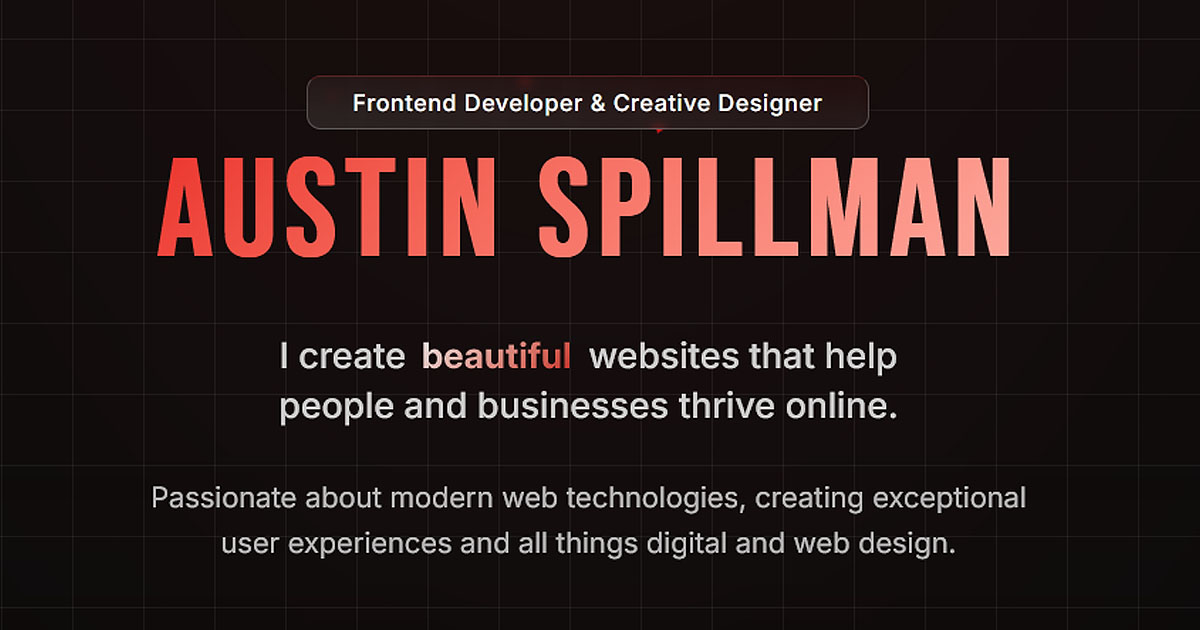 Frontend Developer & Creative Designer
AUSTIN SPILLMAN
I create beautiful websites that help
people and businesses thrive online.
Passionate about modern web technologies, creating exceptional
user experiences and all things digital and web design.